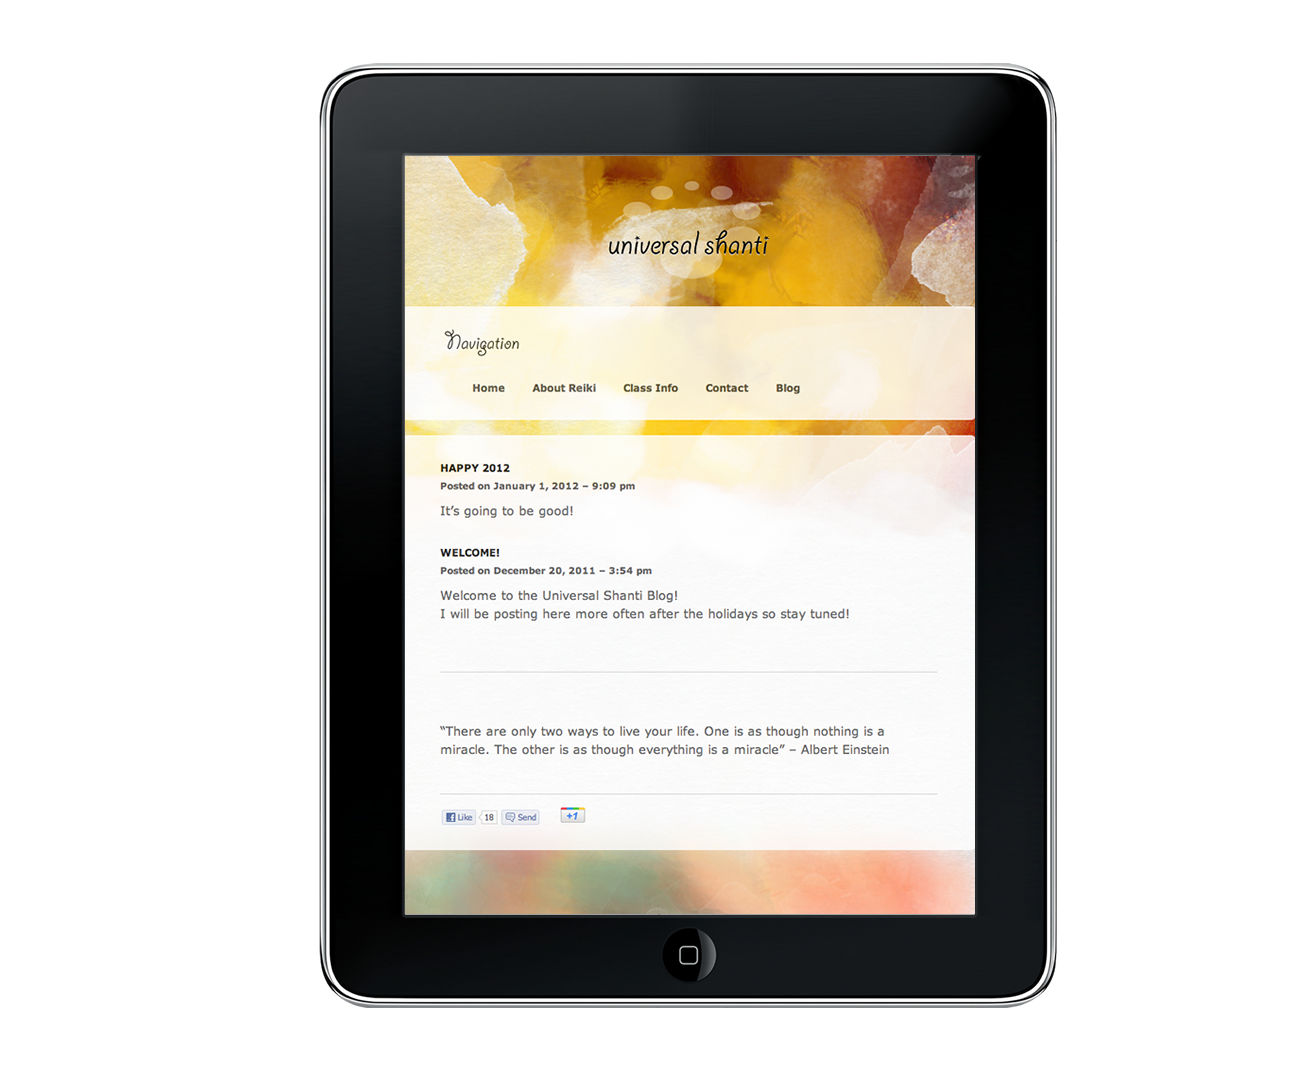 universal shanti
Navigation
Home About Reiki Class Info Contact Blog
HAPPY 2012
Posted on January 1, 2012 – 9:09 pm
It’s going to be good!
WELCOME!
Posted on December 20, 2011 – 3:54 pm
Welcome to the Universal Shanti Blog!
I will be posting here more often after the holidays so stay tuned!
“There are only two ways to live your life. One is as though nothing is a
miracle. The other is as though everything is a miracle” – Albert Einstein
Like 18 Send +1